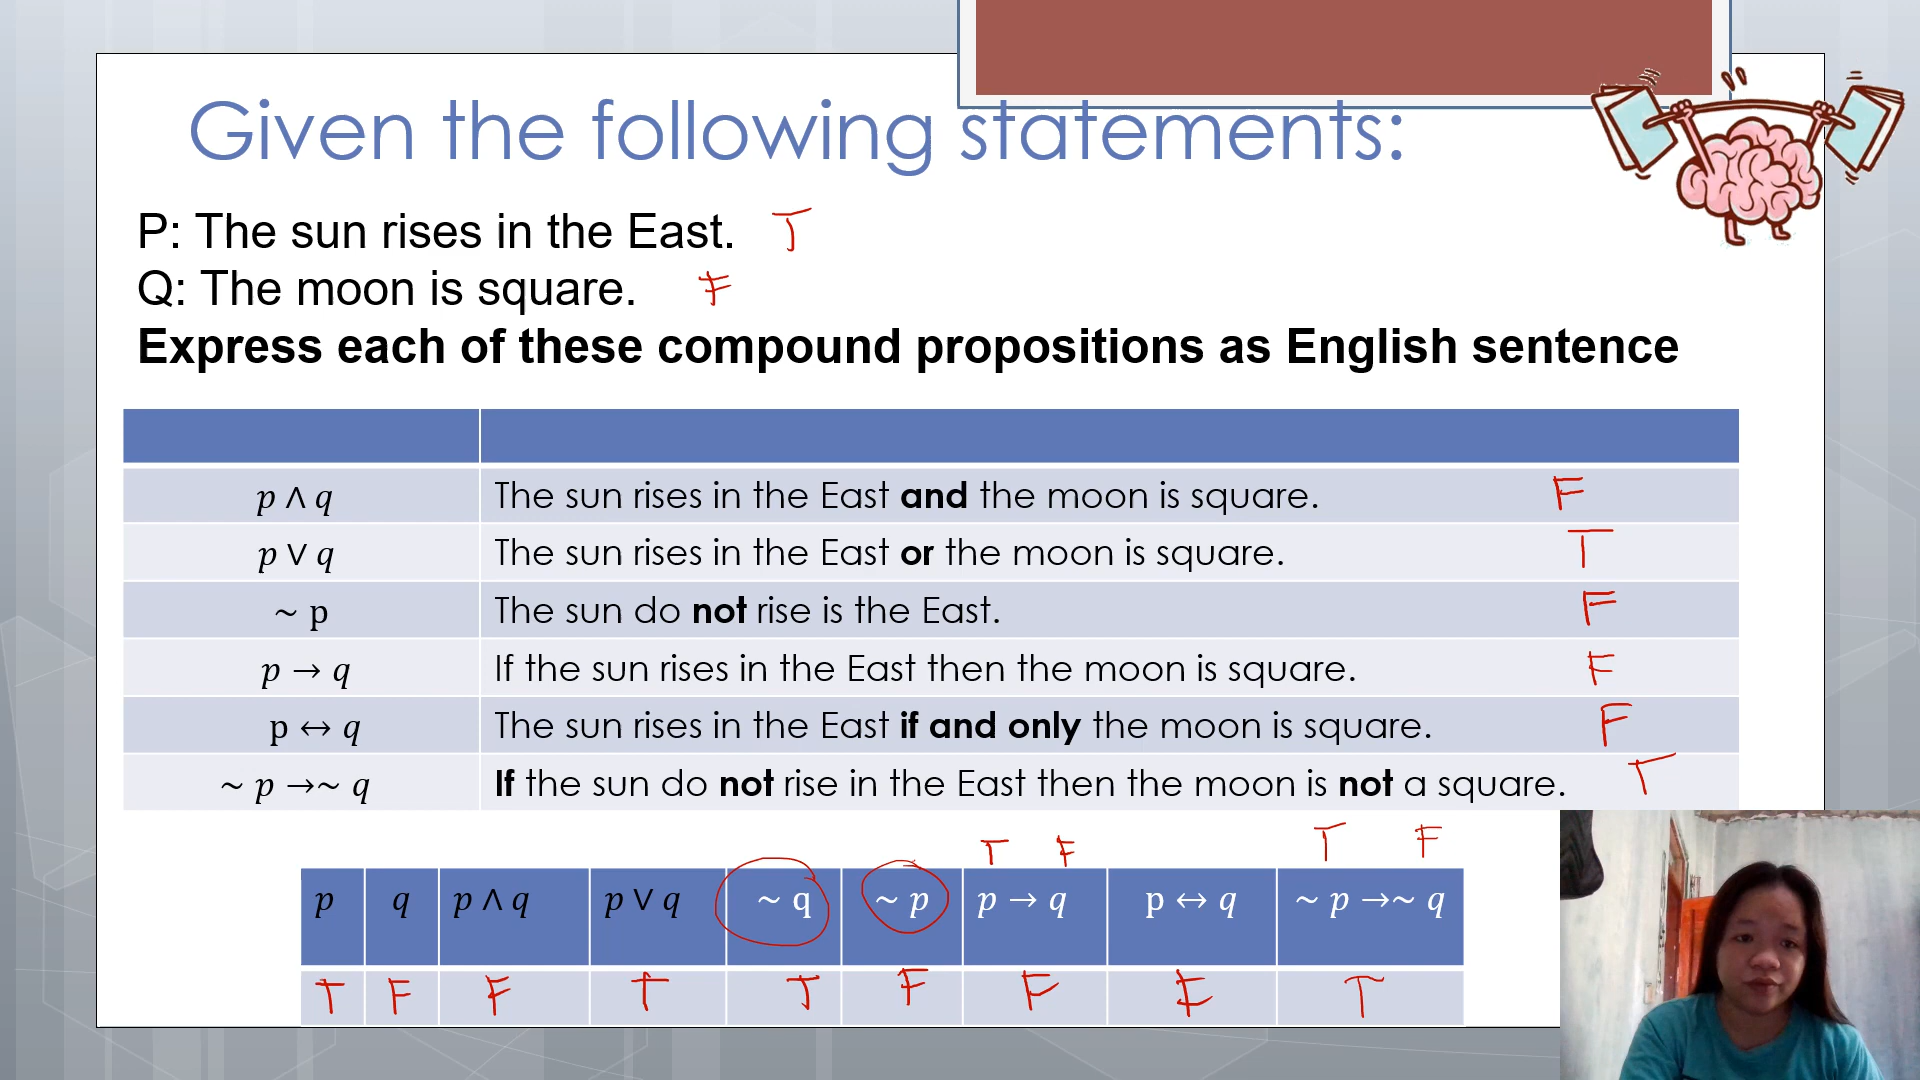 Given the following statements:
P: The sun rises in the East. T
Q: The moon is square. F
Express each of these compound propositions as English sentence
p ∧ q The sun rises in the East and the moon is square. F
p ∨ q The sun rises in the East or the moon is square. T
~ p The sun do not rise is the East. F
p → q If the sun rises in the East then the moon is square. F
p ↔ q The sun rises in the East if and only the moon is square. F
~ p →~ q If the sun do not rise in the East then the moon is not a square. T
T F T F
p q p ∧ q p ∨ q ~ q ~ p p → q p ↔ q ~ p →~ q
T F F T T F F F T